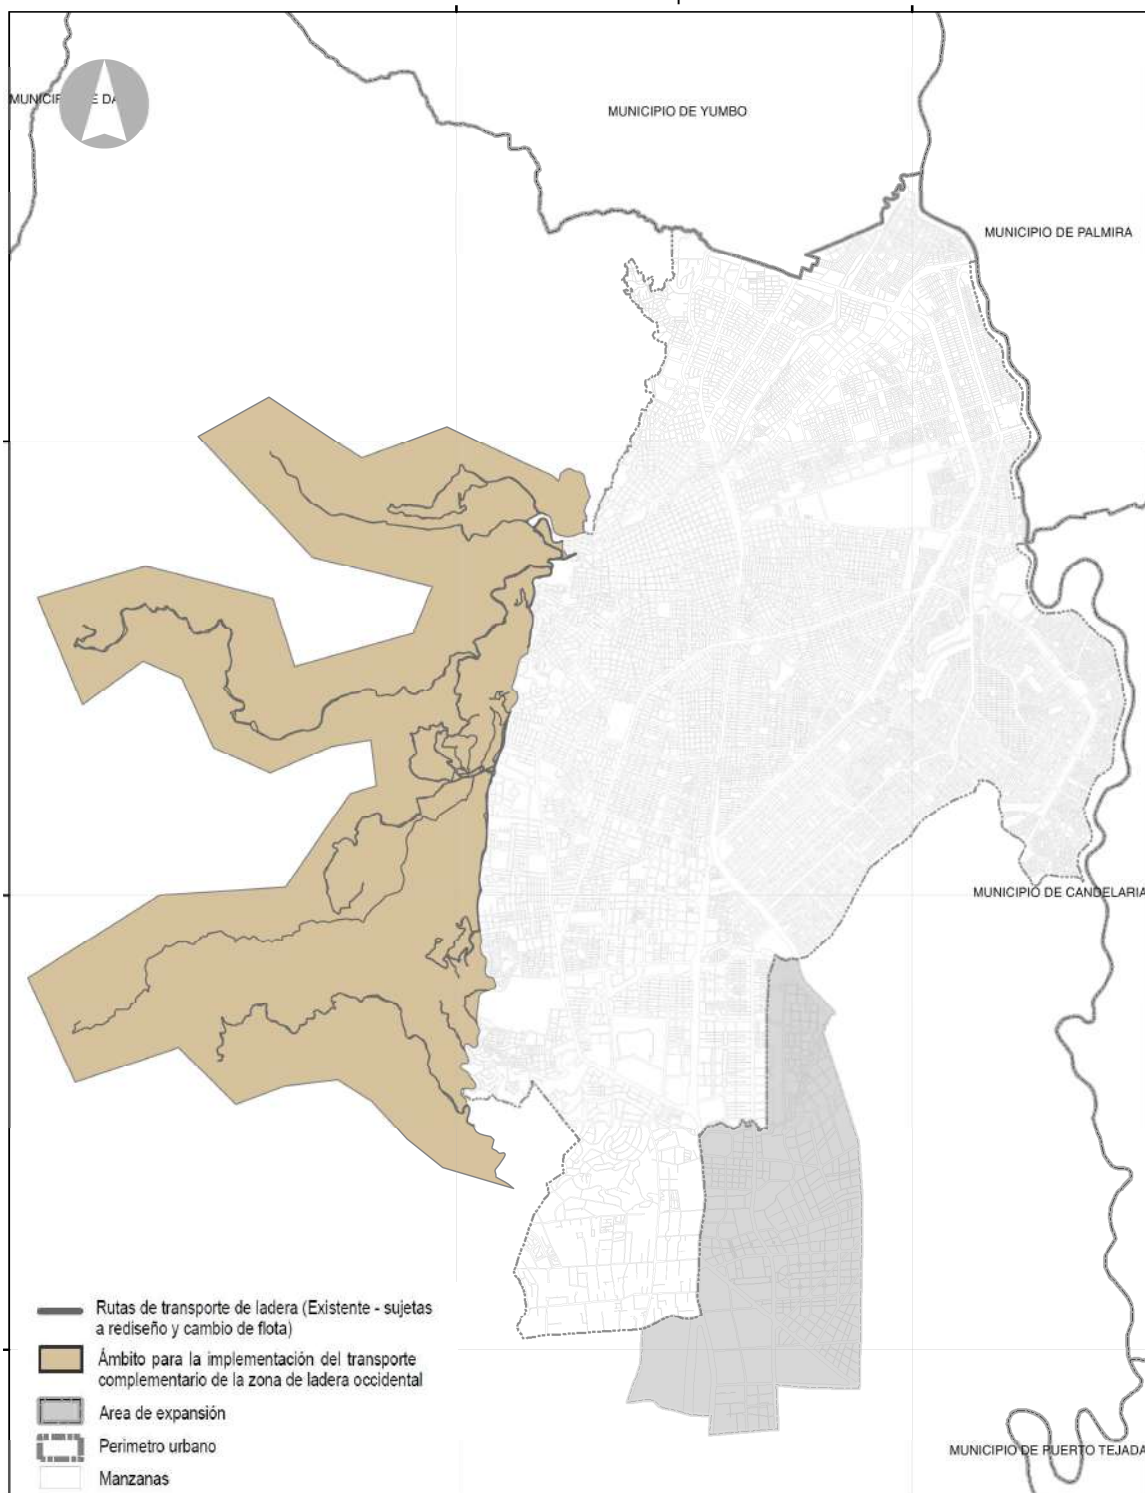 MUNICIPIO DE YUMBO
MUNICIPIO DE PALMIRA
MUNICIPIO DE CANDELARIA
Rutas de transporte de ladera (Existente - sujetas
a rediseño y cambio de flota)
Ámbito para la implementación del transporte
complementario de la zona de ladera occidental
Area de expansión
Perimetro urbano
Manzanas
MUNICIPIO DE PUERTO TEJADA